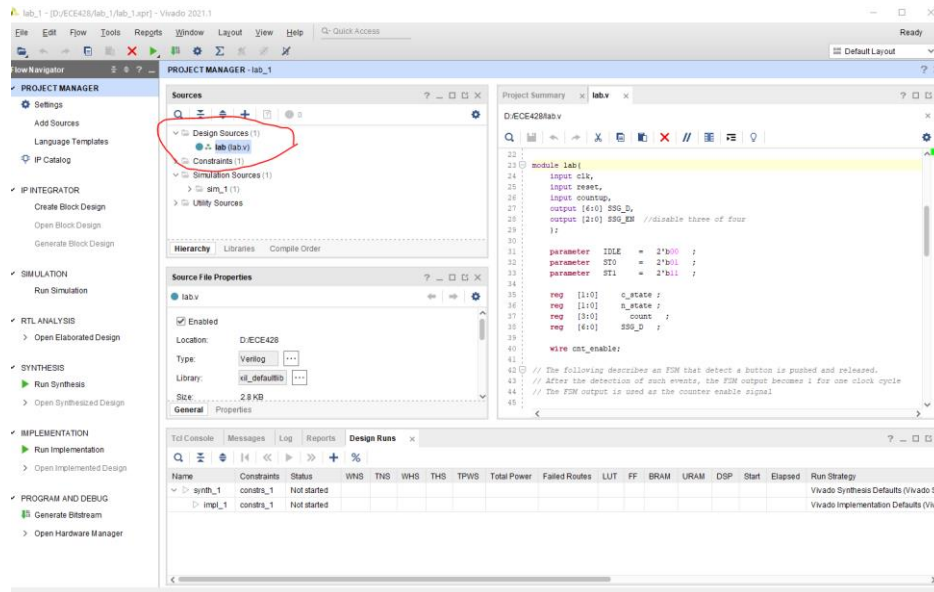 lab_1 - [D:/ECE428/lab_1/lab_1.xpr] - Vivado 2021.1
File Edit Flow Tools Reports Window Layout View Help Q- Quick Access Ready
Default Layout
Flow Navigator
PROJECT MANAGER
Settings
Add Sources
Language Templates
IP Catalog
IP INTEGRATOR
Create Block Design
Open Block Design
Generate Block Design
SIMULATION
Run Simulation
RTL ANALYSIS
Open Elaborated Design
SYNTHESIS
Run Synthesis
Open Synthesized Design
IMPLEMENTATION
Run Implementation
Open Implemented Design
PROGRAM AND DEBUG
Generate Bitstream
Open Hardware Manager
PROJECT MANAGER - lab_1
Sources
0
Design Sources (1)
lab (lab.v)
Constraints (1)
Simulation Sources (1)
sim_1 (1)
Utility Sources
Hierarchy Libraries Compile Order
Source File Properties
lab.v
Enabled
Location: D:/ECE428
Type: Verilog
Library: xil_defaultlib
Size: 2.8 KB
General Properties
Project Summary lab.v
D:/ECE428/lab.v
22
23 module lab(
24 input clk,
25 input reset,
26 input countup,
27 output [6:0] SSG_D,
28 output [2:0] SSG_EN //disable three of four
29 );
30
31 parameter IDLE = 2'b00 ;
32 parameter ST0 = 2'b01 ;
33 parameter ST1 = 2'b11 ;
34
35 reg [1:0] c_state ;
36 reg [1:0] n_state ;
37 reg [3:0] count ;
38 reg [6:0] SSG_D ;
39
40 wire cnt_enable;
41
42 // The following describes an FSM that detect a button is pushed and released.
43 // After the detection of such events, the FSM output becomes 1 for one clock cycle
44 // The FSM output is used as the counter enable signal
45
Tcl Console Messages Log Reports Design Runs
Name Constraints Status WNS TNS WHS THS TPWS Total Power Failed Routes LUT FF BRAM URAM DSP Start Elapsed Run Strategy
synth_1 constrs_1 Not started Vivado Synthesis Defaults (Vivado S
impl_1 constrs_1 Not started Vivado Implementation Defaults (Viv